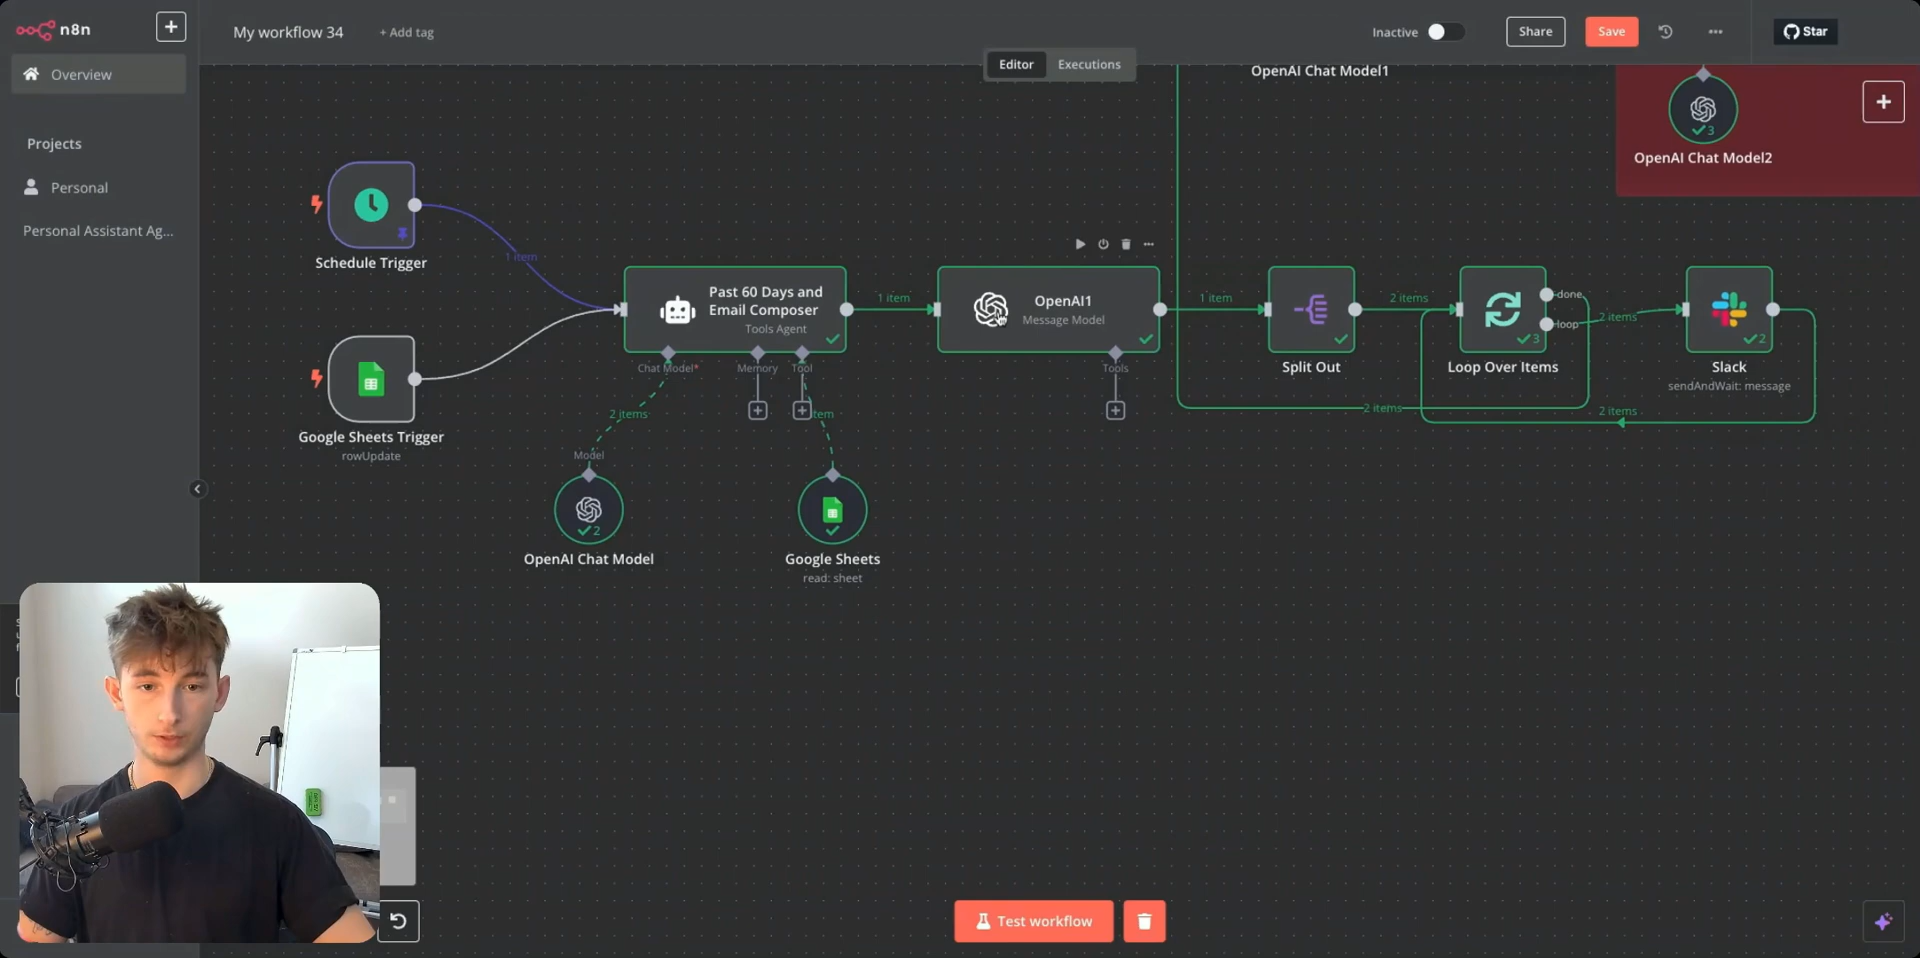 n8n
+
My workflow 34
+ Add tag
Inactive
Share
Save
...
Star
Overview
Editor
Executions
OpenAI Chat Model1
Projects
Personal
Personal Assistant Ag...
+
3
OpenAI Chat Model2
Schedule Trigger
1 item
Google Sheets Trigger
rowUpdate
Past 60 Days and
Email Composer
Tools Agent
Chat Model*
Memory
Tool
1 item
OpenAI1
Message Model
Tools
1 item
Split Out
2 items
done
loop
3
Loop Over Items
2 items
2
Slack
sendAndWait: message
2 items
2 items
2 items
item
Model
2
OpenAI Chat Model
Google Sheets
read: sheet
Test workflow